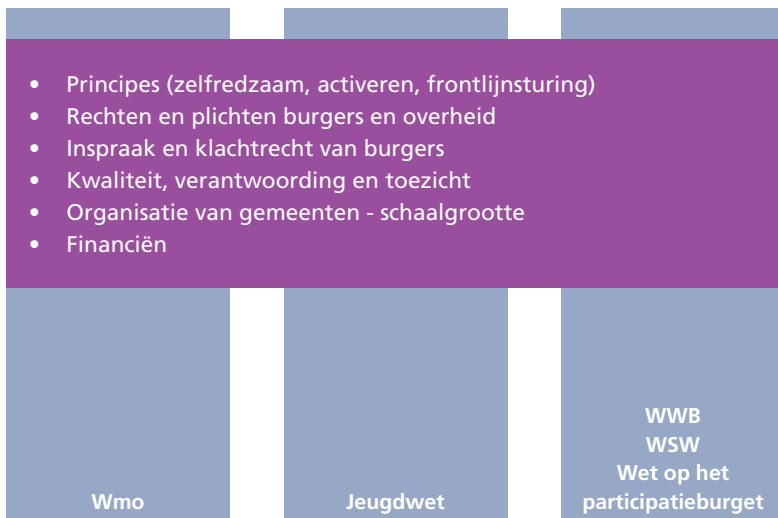 • Principes (zelfredzaam, activeren, frontlijnsturing)
• Rechten en plichten burgers en overheid
• Inspraak en klachtrecht van burgers
• Kwaliteit, verantwoording en toezicht
• Organisatie van gemeenten - schaalgrootte
• Financiën
Wmo
Jeugdwet
WWB
WSW
Wet op het
participatieburget